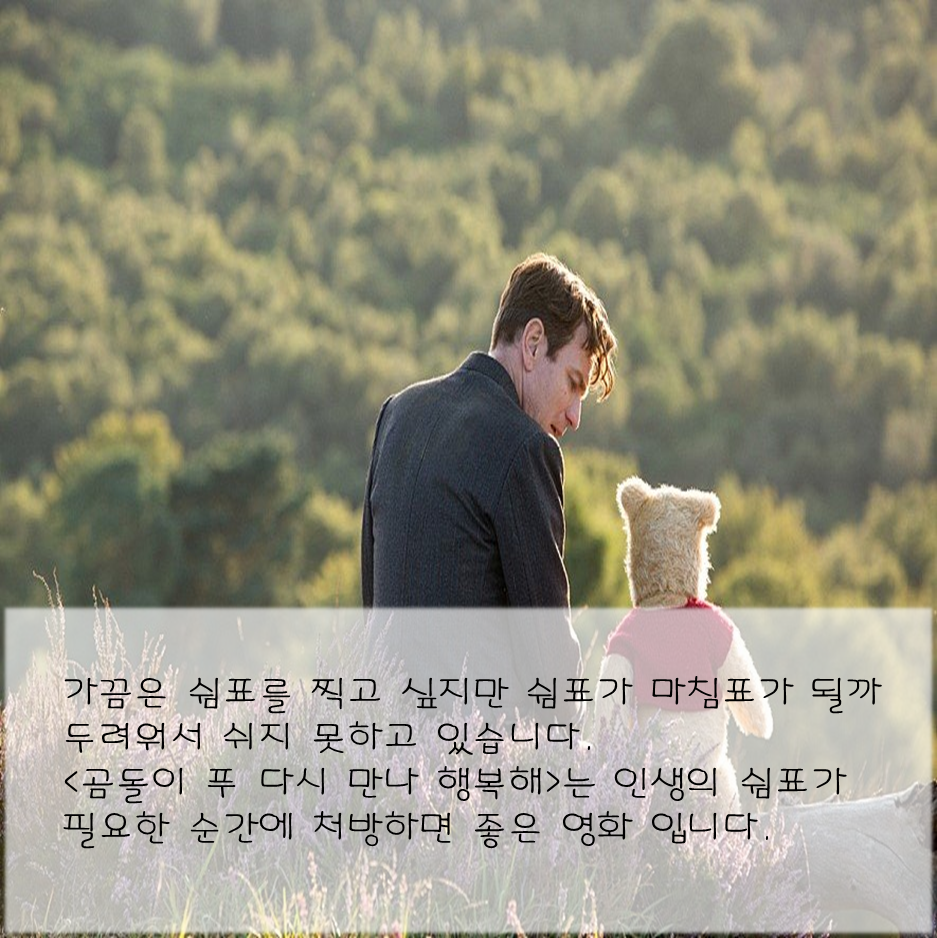 가끔은 쉼표를 찍고 싶지만 쉼표가 마침표가 될까
두려워서 쉬지 못하고 있습니다.
<곰돌이 푸 다시 만나 행복해>는 인생의 쉼표가
필요한 순간에 처방하면 좋은 영화 입니다.